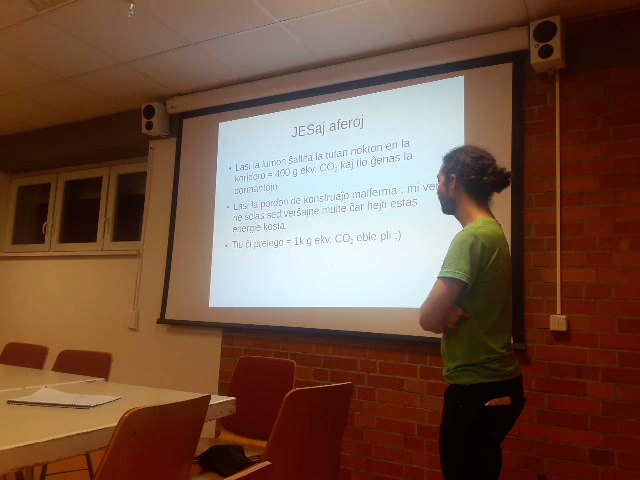 JESaj aferoj
• Lasi la lumon ŝaltita la tutan nokton en la
koridoro = 400 g ekv. CO₂ kaj tio ĝenas la
dormantojn
• Lasi la pordon de konstruaĵo malferma : mi
ne scias sed verŝajne multe ĉar hejti estas
energie kosta.
• Tiu ĉi prelego = 1k g ekv. CO₂ eble pli ;)